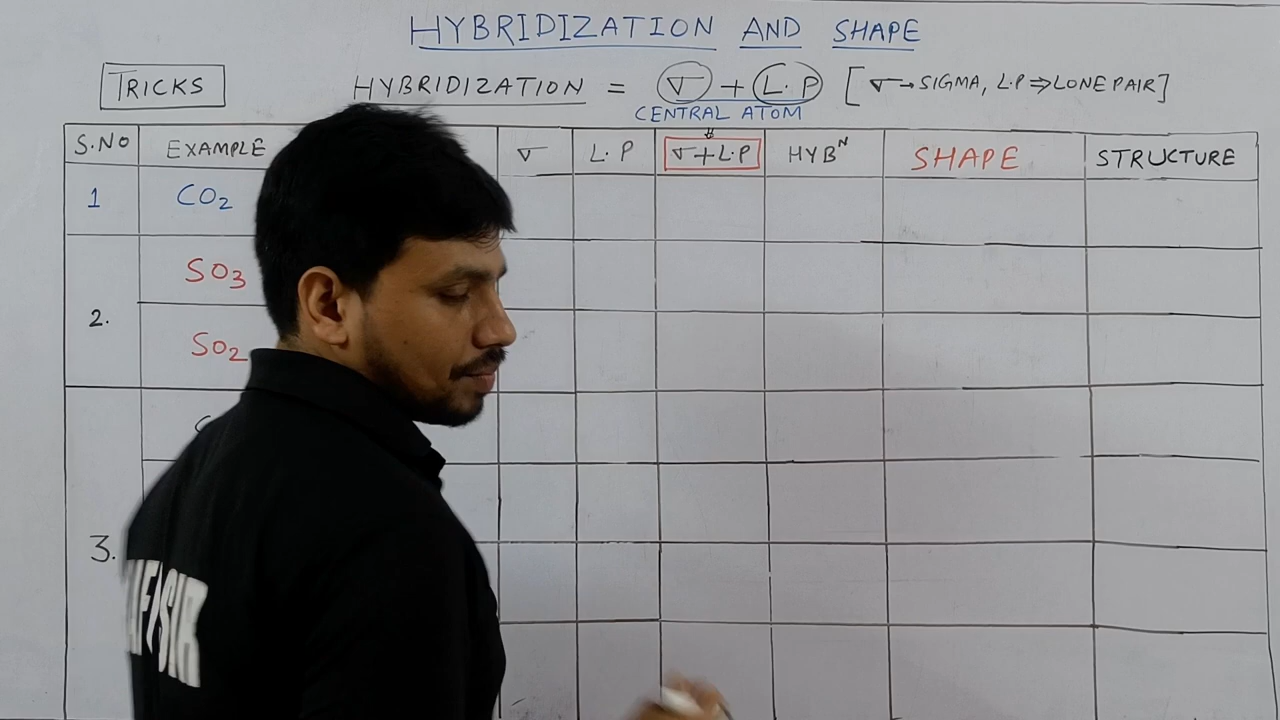 HYBRIDIZATION AND SHAPE
TRICKS
HYBRIDIZATION = σ + L.P [σ→SIGMA, L.P⇒LONE PAIR]
CENTRAL ATOM
S.NO EXAMPLE σ L.P σ+L.P HYBᴺ SHAPE STRUCTURE
1 CO₂
2.
SO₃
SO₂
3.
SIR